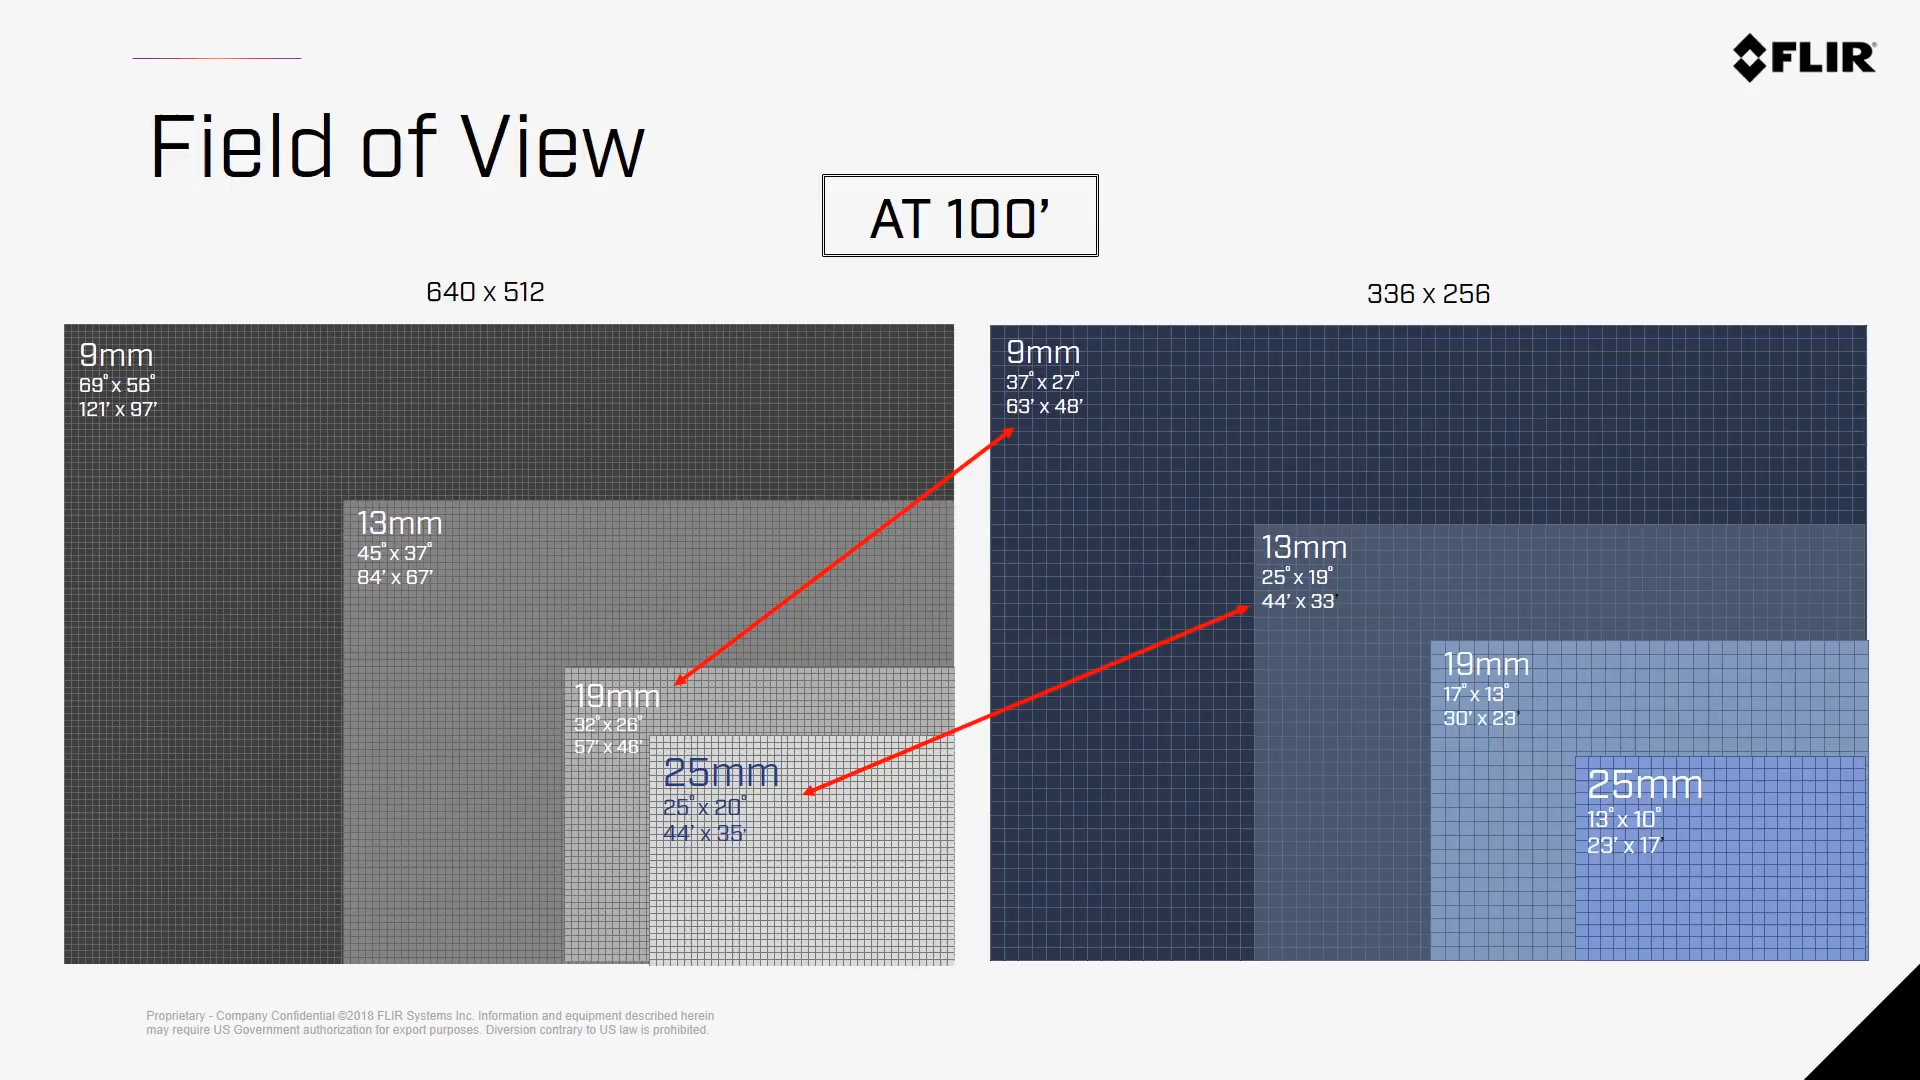 FLIR
Field of View
AT 100'
640 x 512
336 x 256
9mm
69° x 56°
121' x 97'
13mm
45° x 37°
84' x 67'
19mm
32° x 26°
57' x 46'
25mm
25° x 20°
44' x 35'
9mm
37° x 27°
63' x 48'
13mm
25° x 19°
44' x 33'
19mm
17° x 13°
30' x 23'
25mm
13° x 10°
23' x 17'
Proprietary - Company Confidential ©2018 FLIR Systems Inc. Information and equipment described herein
may require US Government authorization for export purposes. Diversion contrary to US law is prohibited.